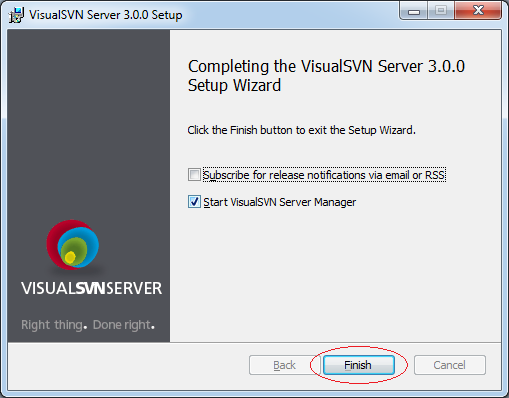 VisualSVN Server 3.0.0 Setup
Completing the VisualSVN Server 3.0.0
Setup Wizard
Click the Finish button to exit the Setup Wizard.
Subscribe for release notifications via email or RSS
Start VisualSVN Server Manager
VISUALSVNSERVER
Right thing. Done right.
Back
Finish
Cancel